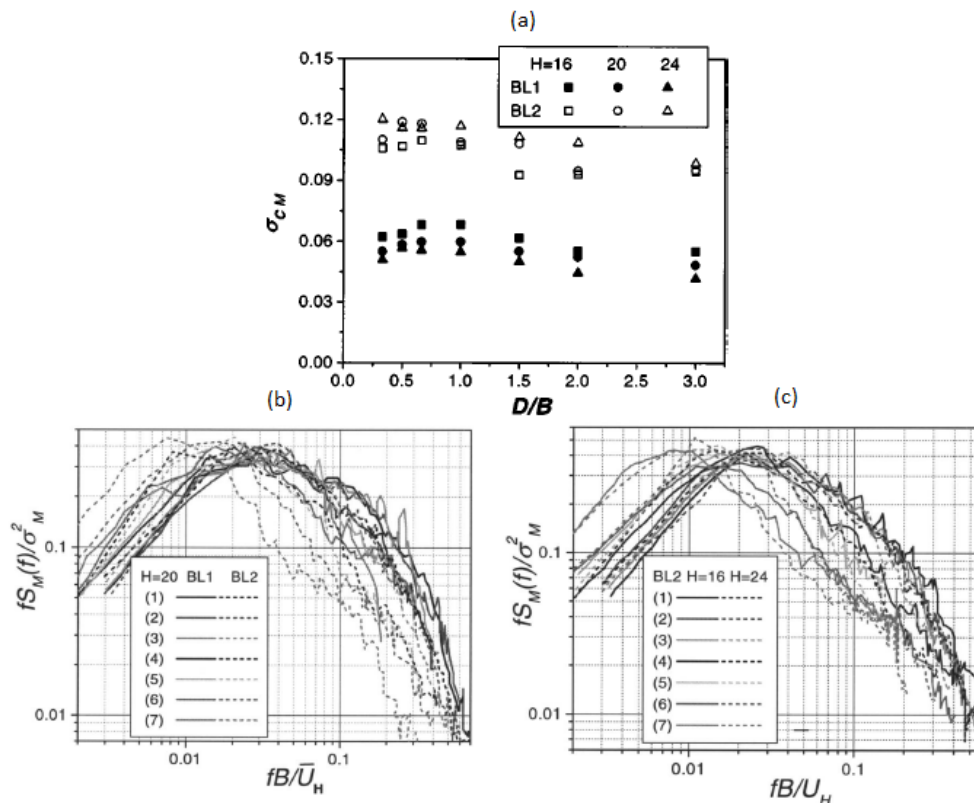 (a)
0.15
0.12
0.09
0.06
0.03
0.00
σCM
H=16 20 24
BL1
BL2
0.0 0.5 1.0 1.5 2.0 2.5 3.0
D/B
(b)
fSM(f)/σ²M
0.1
0.01
H=20 BL1 BL2
(1)
(2)
(3)
(4)
(5)
(6)
(7)
0.01 0.1
fB/ŪH
(c)
fSM(f)/σ²M
0.1
0.01
BL2 H=16 H=24
(1)
(2)
(3)
(4)
(5)
(6)
(7)
0.01 0.1
fB/UH